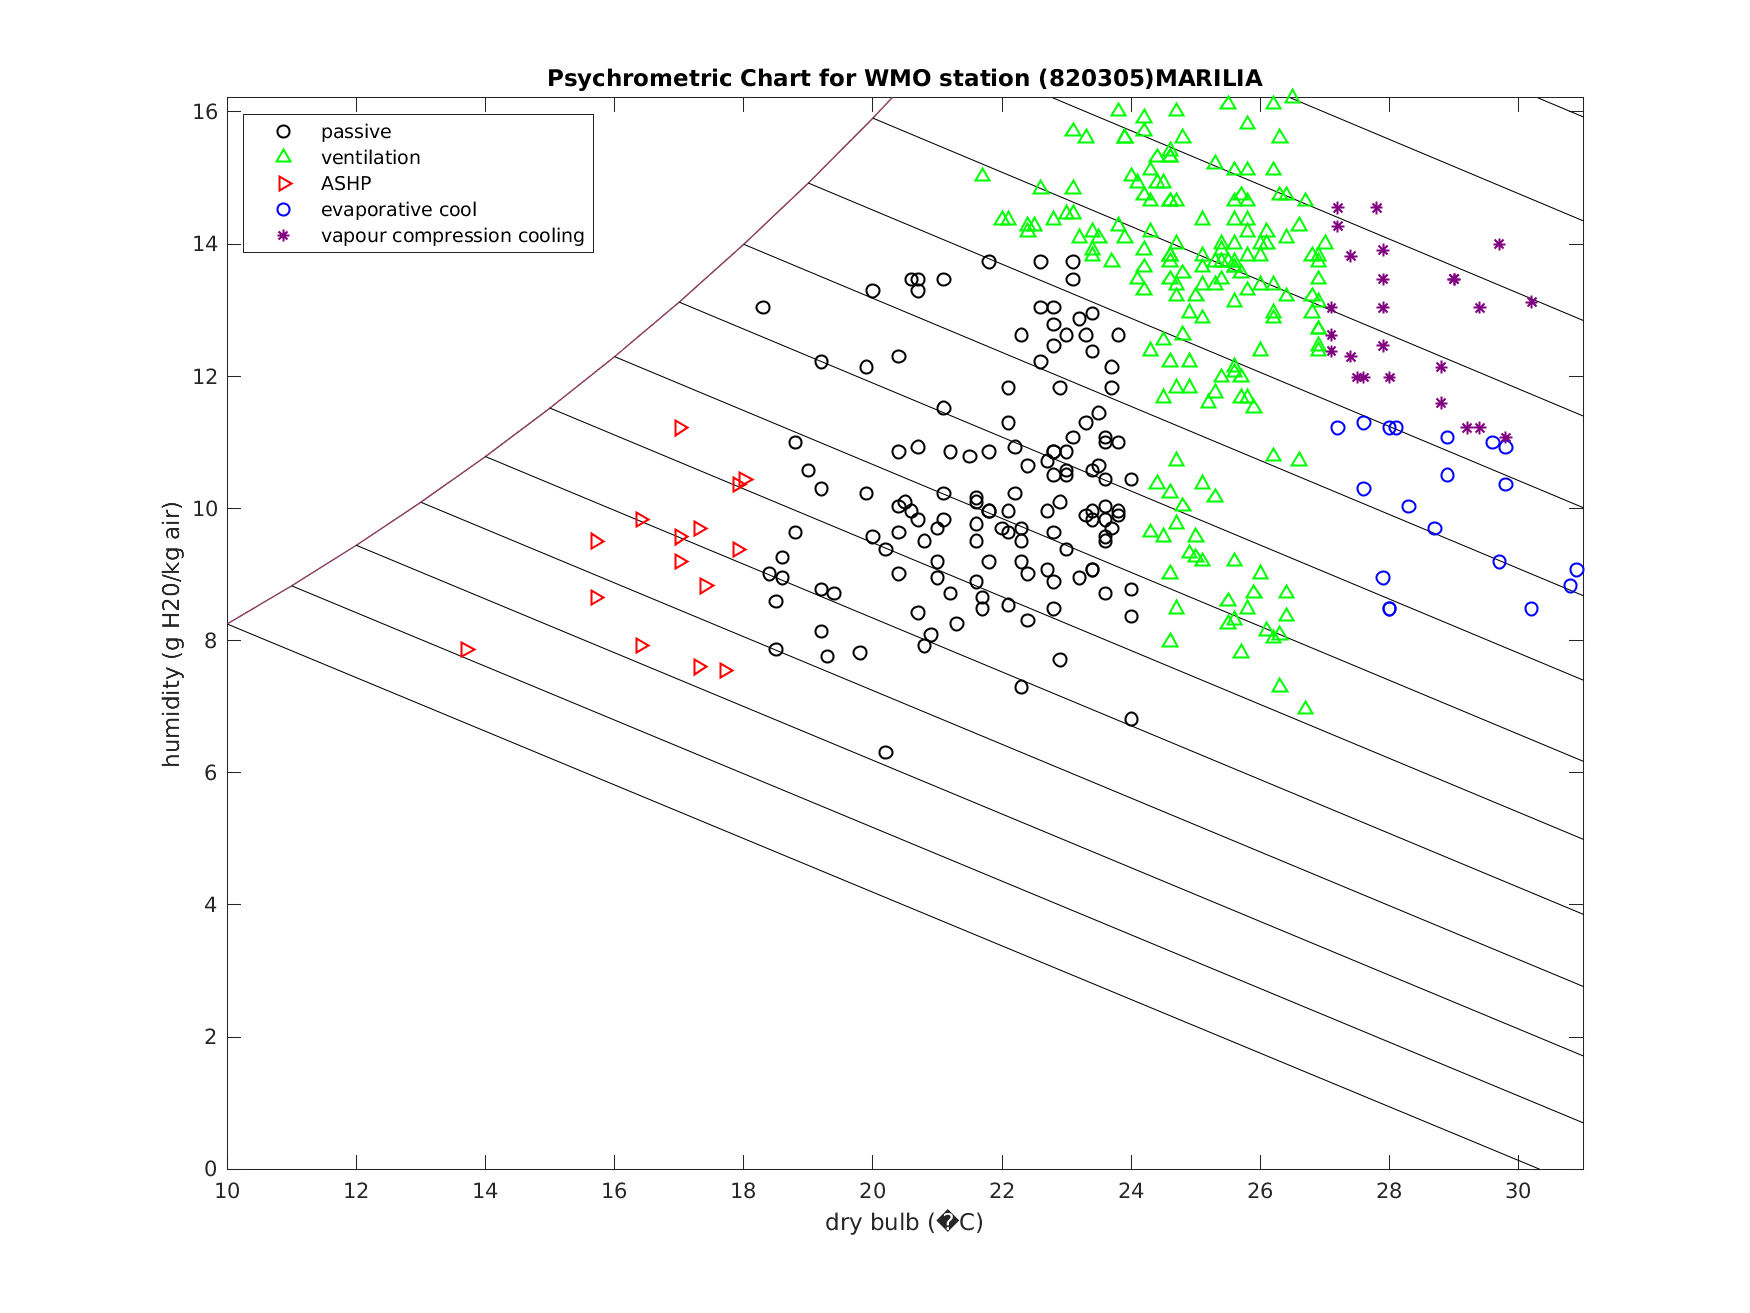 Psychrometric Chart for WMO station (820305)MARILIA
passive
ventilation
ASHP
evaporative cool
vapour compression cooling
humidity (g H20/kg air)
16
14
12
10
8
6
4
2
0
10 12 14 16 18 20 22 24 26 28 30
dry bulb (�C)